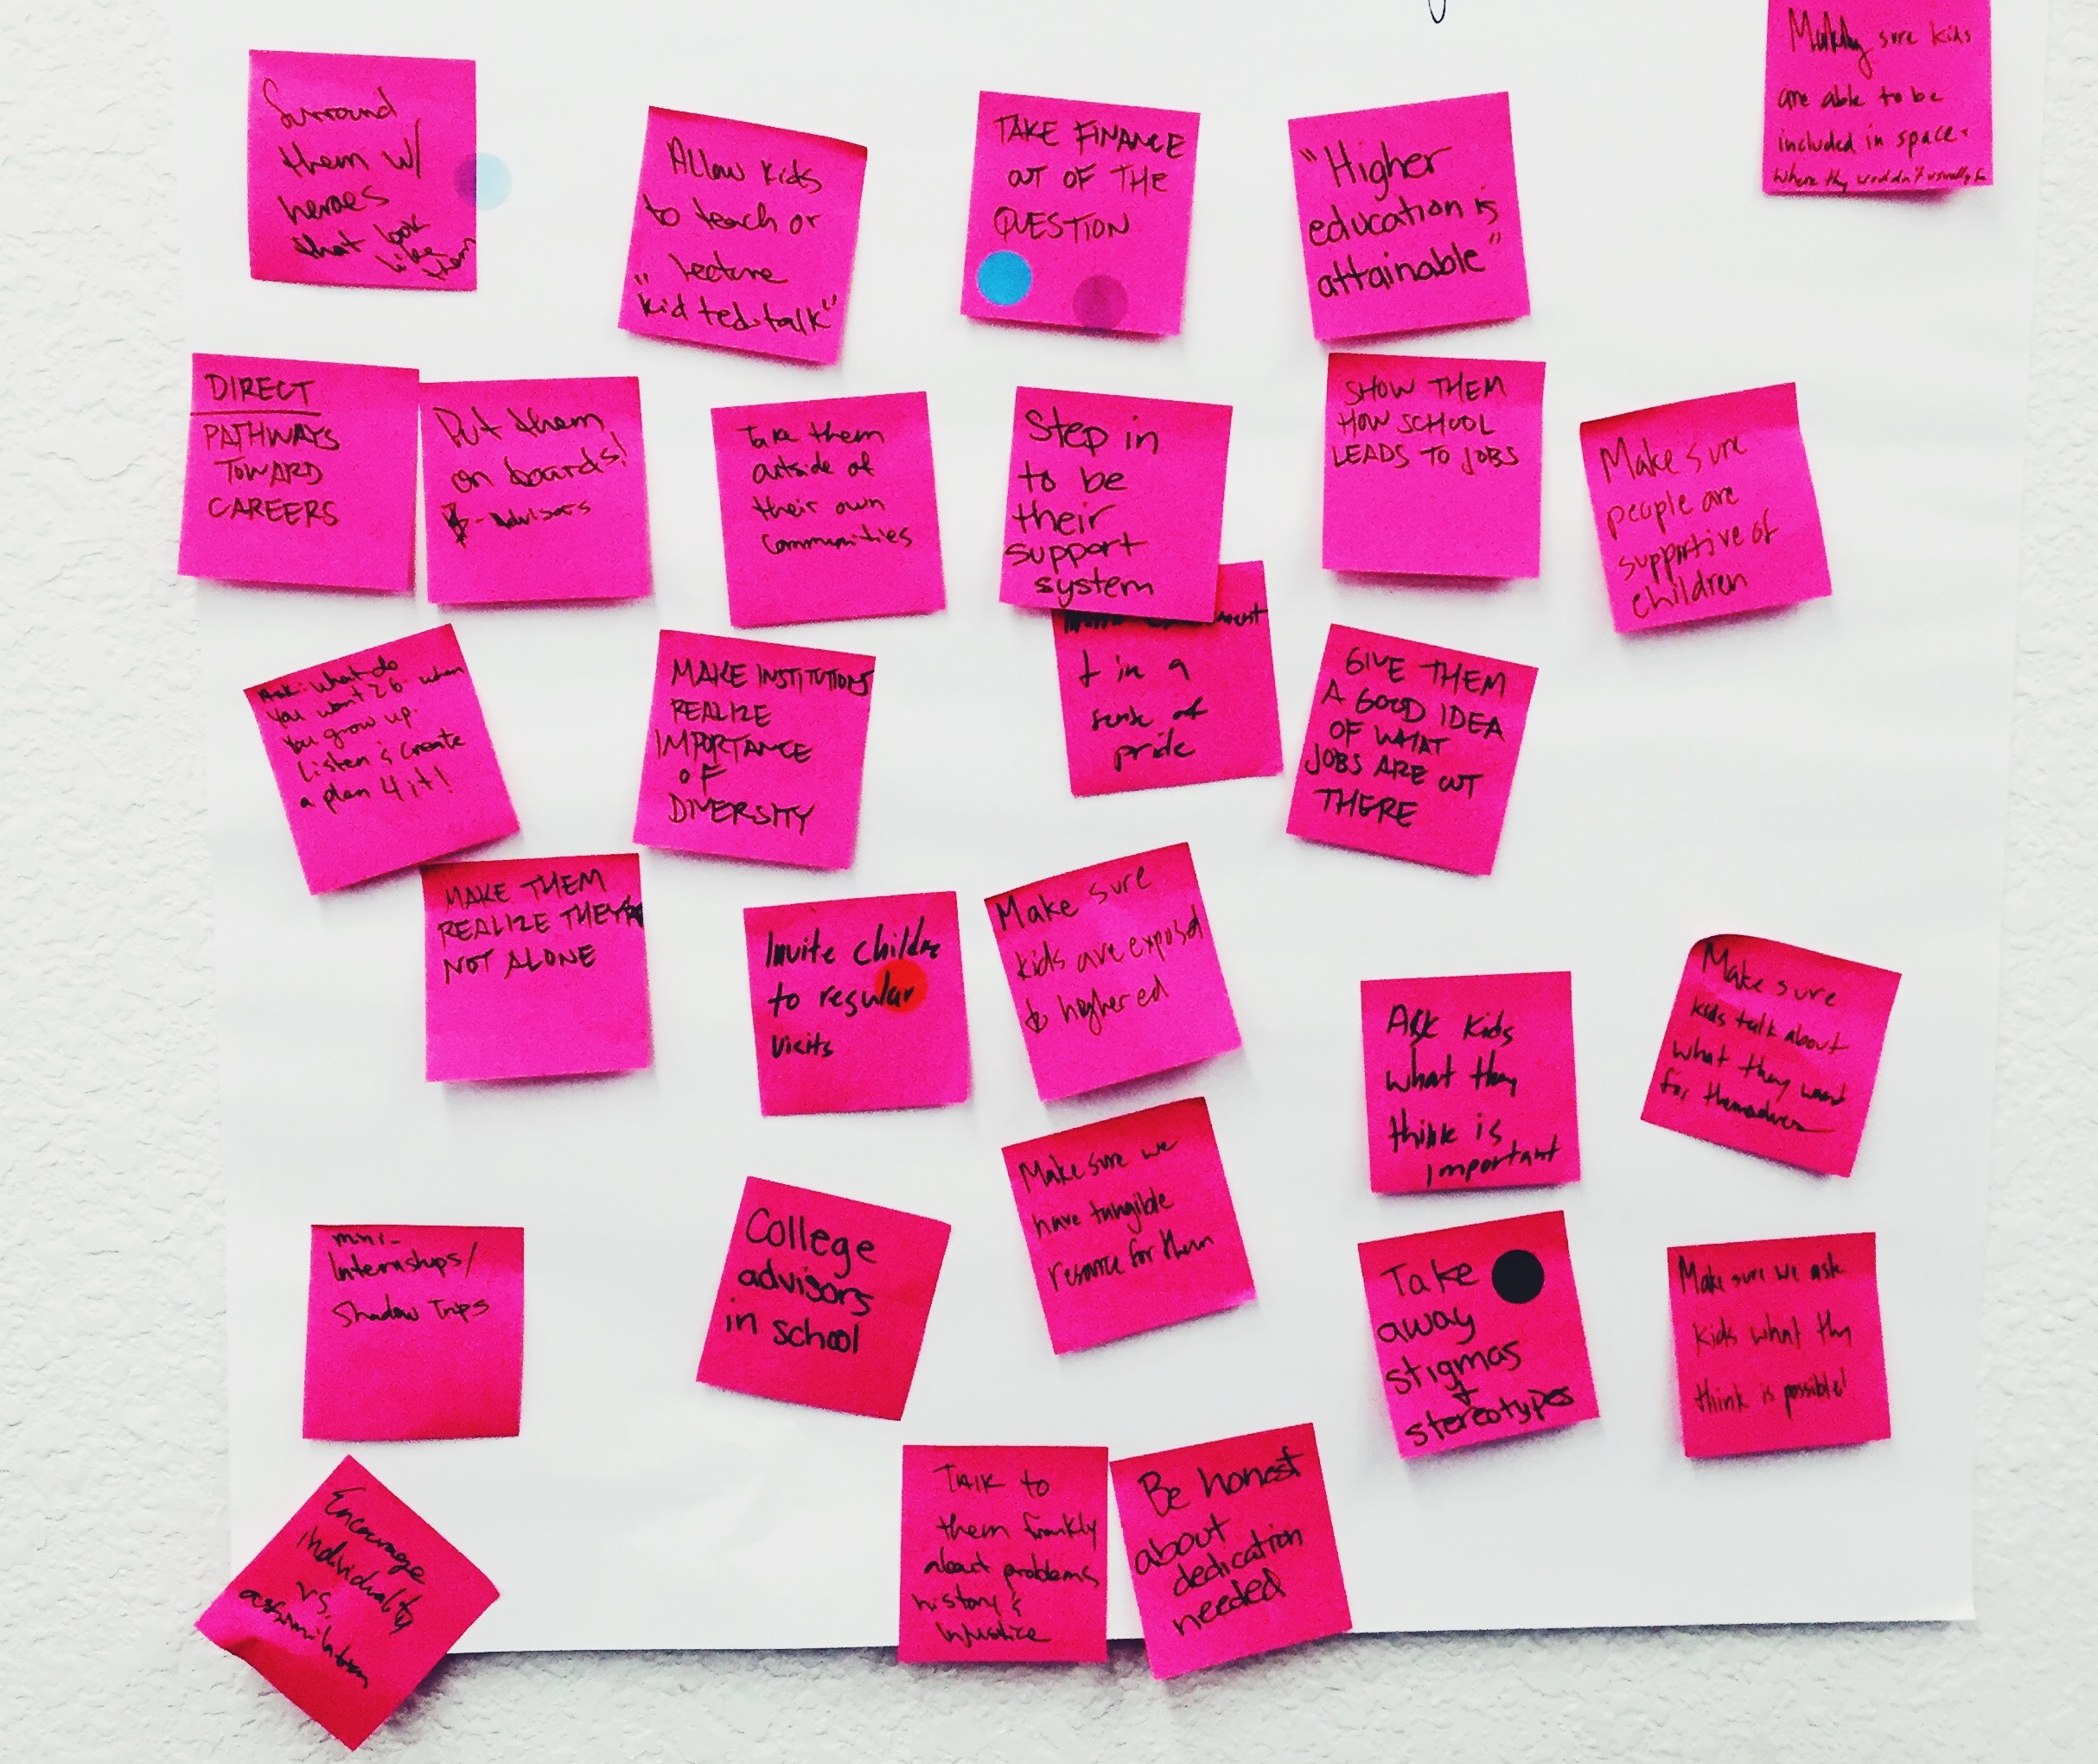 Surround
them w/
heroes
that look
like them
Allow kids
to teach or
lecture
"kid ted talk"
TAKE FINANCE
OUT OF THE
QUESTION
"Higher
education is
attainable"
Making sure kids
are able to be
included in spaces
where they wouldn't usually be
DIRECT
PATHWAYS
TOWARD
CAREERS
Put them
on boards!
- Advisors
Take them
outside of
their own
communities
Step in
to be
their
support
system
SHOW THEM
HOW SCHOOL
LEADS TO JOBS
Make sure
people are
supportive of
children
Ask: what do
you want 2 b when
you grow up.
Listen & create
a plan 4 it!
MAKE INSTITUTIONS
REALIZE
IMPORTANCE
OF
DIVERSITY
in a
sense of
pride
GIVE THEM
A GOOD IDEA
OF WHAT
JOBS ARE OUT
THERE
MAKE THEM
REALIZE THEY'RE
NOT ALONE
Invite children
to regular
visits
Make sure
kids are exposed
to higher ed
Ask kids
what they
think is
important
Make sure
kids talk about
what they want
for themselves
mini-
Internships/
Shadow Trips
College
advisors
in school
Make sure we
have tangible
resource for them
Take
away
stigmas
+
stereotypes
Make sure we ask
kids what they
think is possible!
Encourage
individuality
vs.
assimilation
Talk to
them frankly
about problems
history &
injustice
Be honest
about
dedication
needed